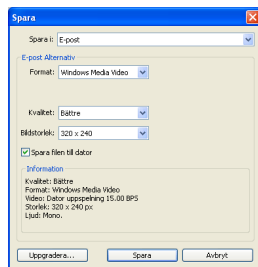 Spara
Spara i: E-post
E-post Alternativ
Format: Windows Media Video
Kvalitet: Bättre
Bildstorlek: 320 x 240
Spara filen till dator
Information
Kvalitet: Bättre
Format: Windows Media Video
Video: Dator uppspelning 15.00 BPS
Storlek: 320 x 240 px
Ljud: Mono.
Uppgradera... Spara Avbryt